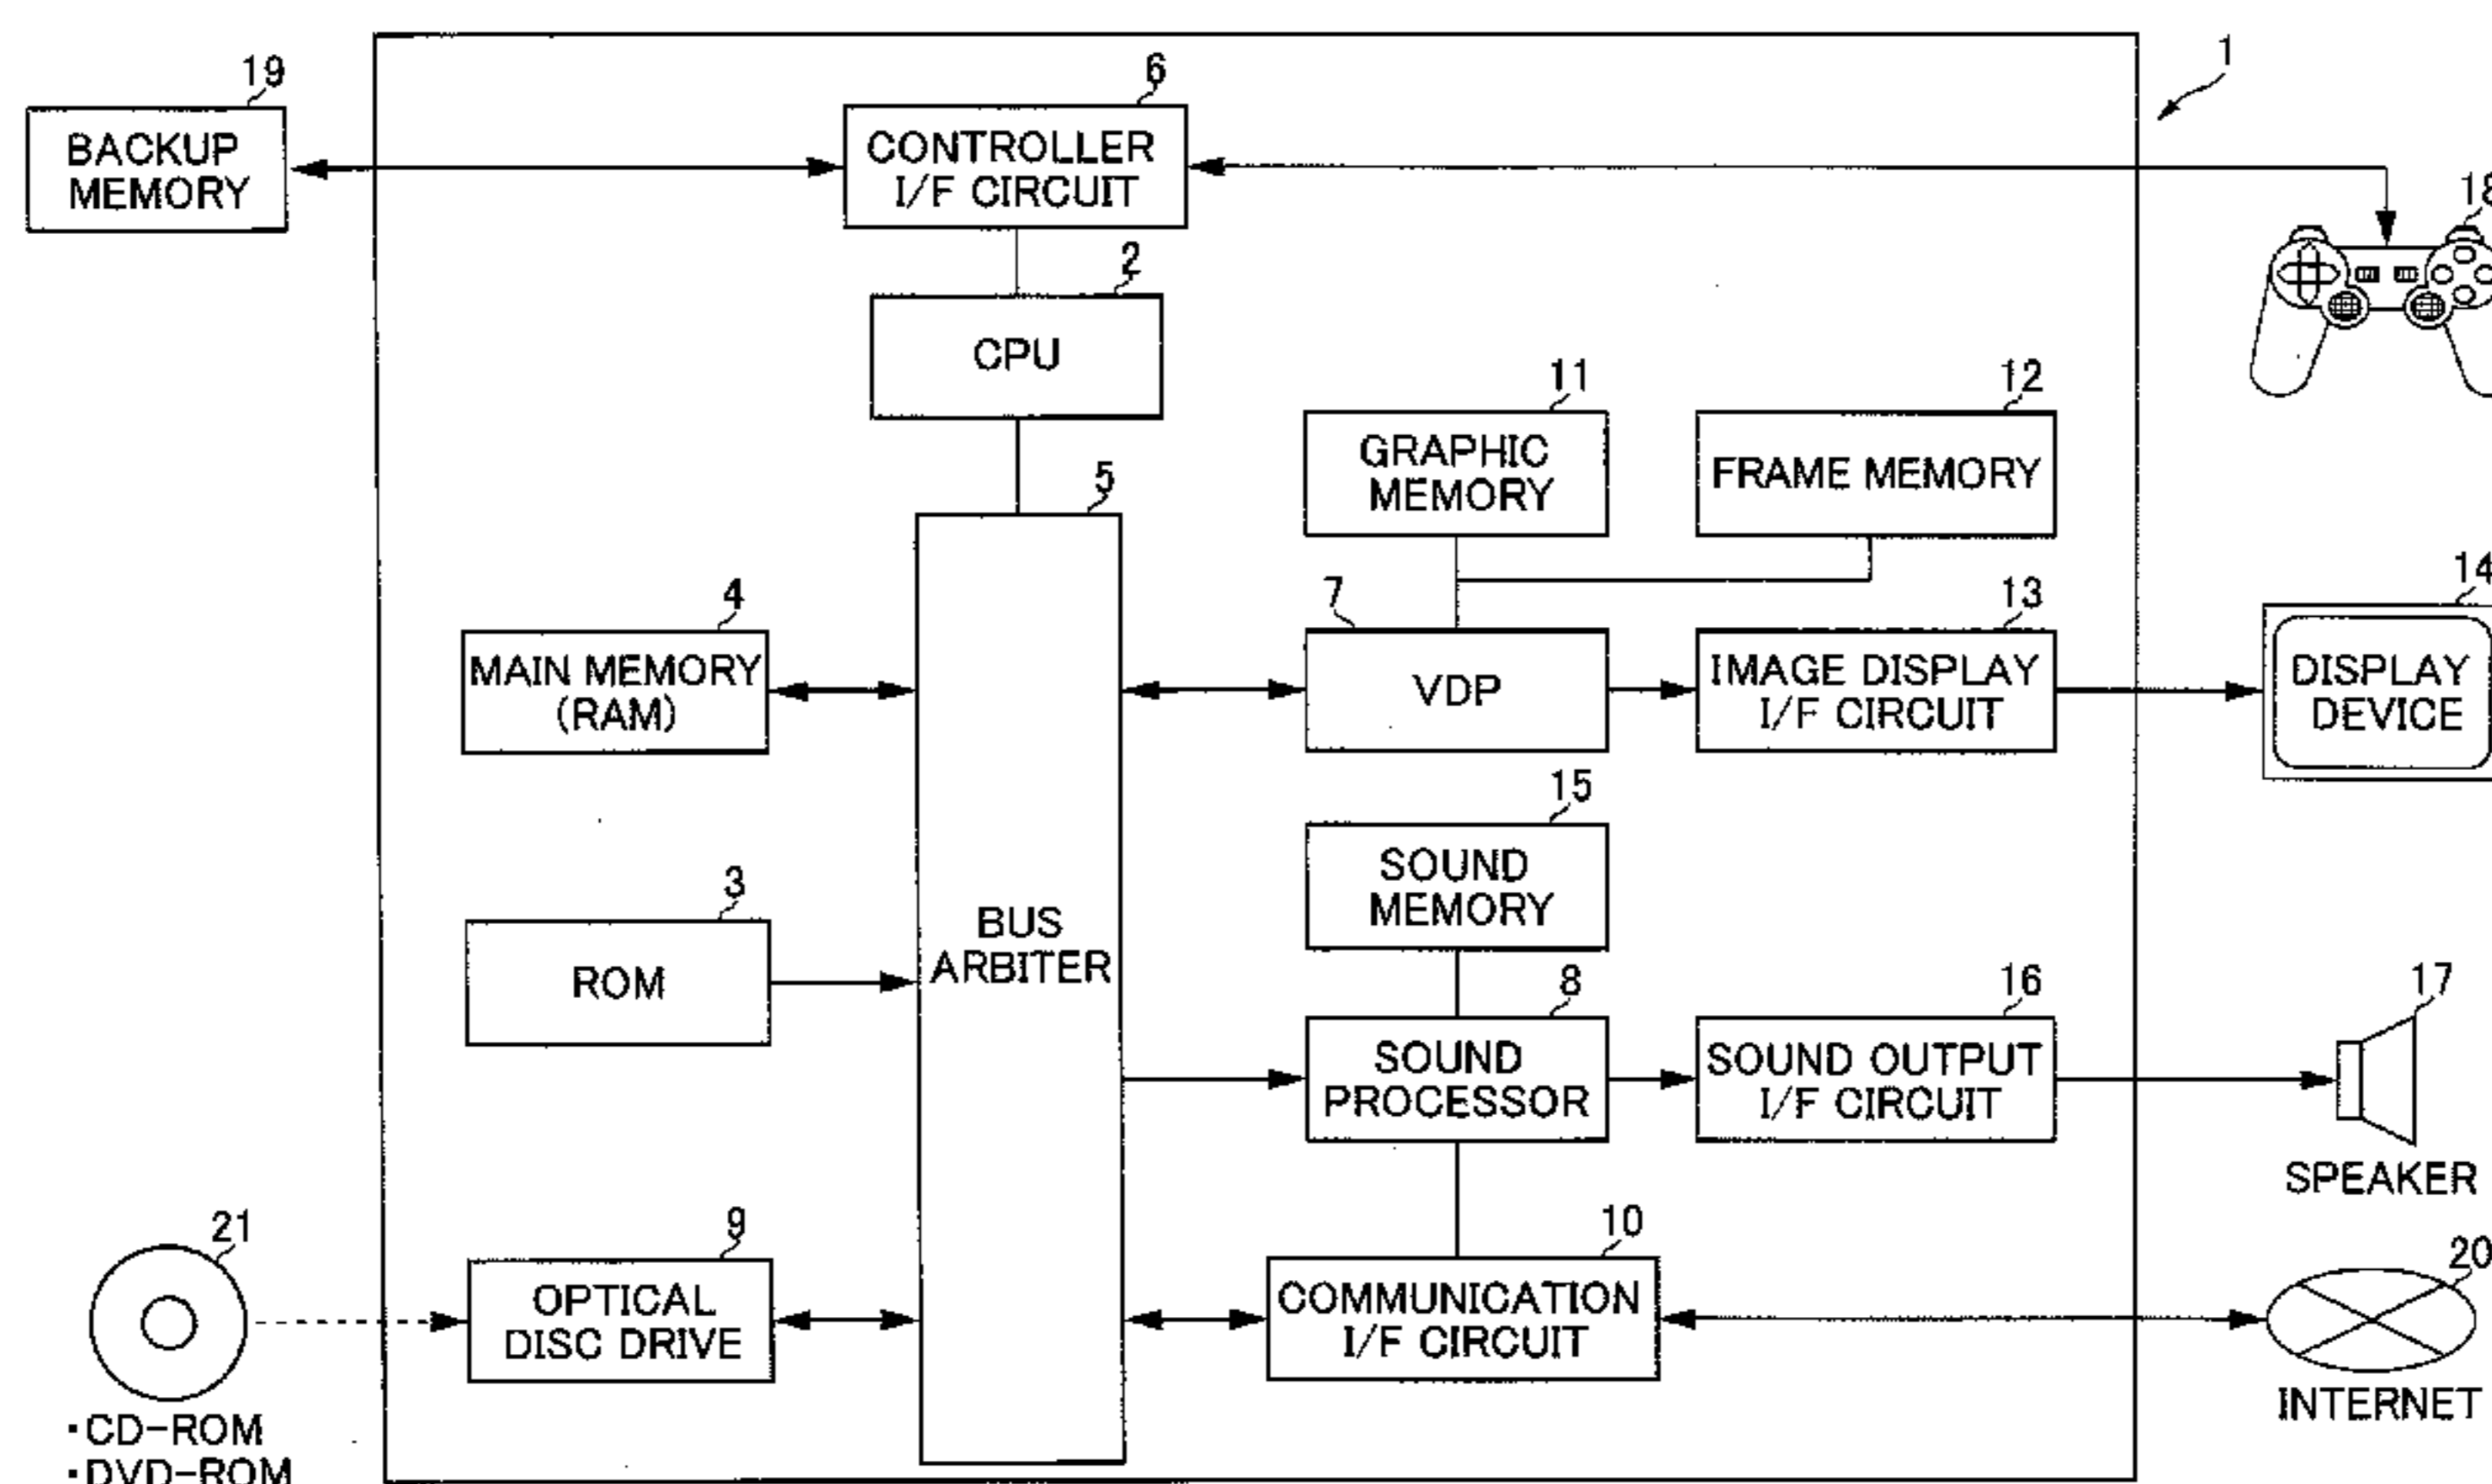 1
19
BACKUP
MEMORY
6
CONTROLLER
I/F CIRCUIT
18
2
CPU
11
GRAPHIC
MEMORY
12
FRAME MEMORY
5
BUS
ARBITER
4
MAIN MEMORY
(RAM)
7
VDP
13
IMAGE DISPLAY
I/F CIRCUIT
14
DISPLAY
DEVICE
15
SOUND
MEMORY
3
ROM
8
SOUND
PROCESSOR
16
SOUND OUTPUT
I/F CIRCUIT
17
SPEAKER
21
・CD-ROM
・DVD-ROM
9
OPTICAL
DISC DRIVE
10
COMMUNICATION
I/F CIRCUIT
20
INTERNET